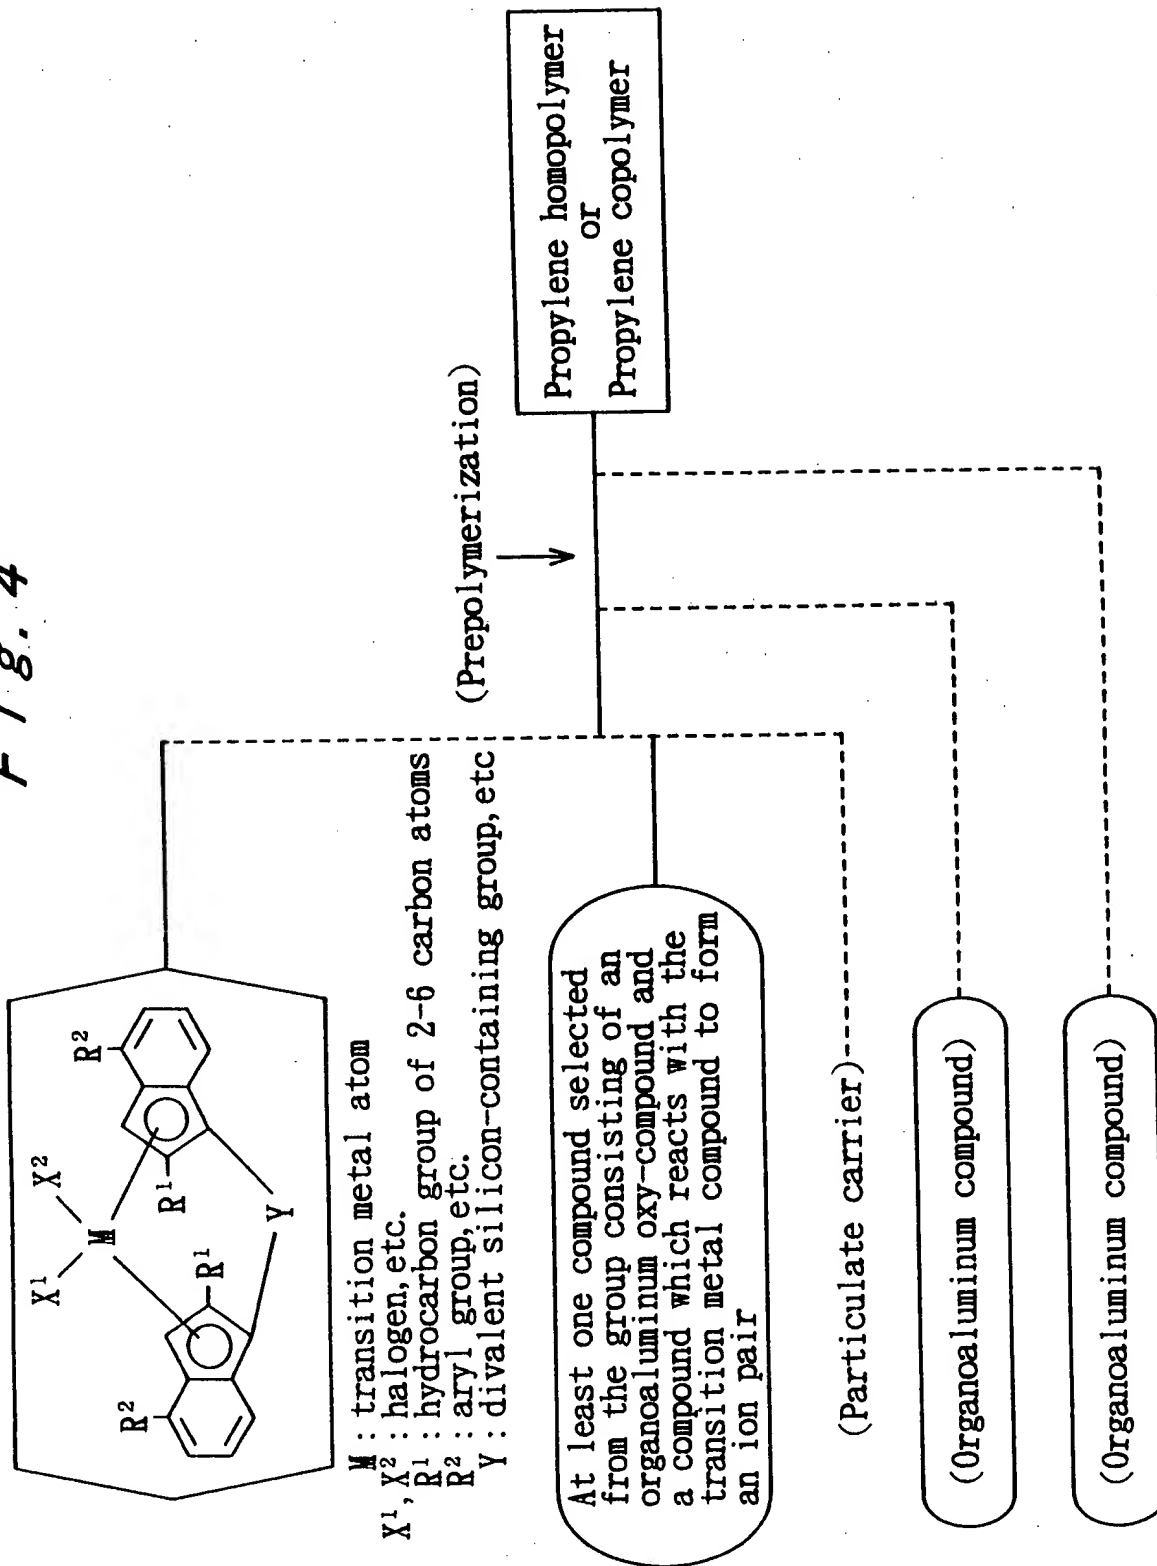 Fig. 4
X¹
X²
M
R²
R¹
R¹
R²
Y
M : transition metal atom
X¹, X² : halogen, etc.
R¹ : hydrocarbon group of 2-6 carbon atoms
R² : aryl group, etc.
Y : divalent silicon-containing group, etc
At least one compound selected
from the group consisting of an
organoaluminum oxy-compound and
a compound which reacts with the
transition metal compound to form
an ion pair
(Particulate carrier)
(Organoaluminum compound)
(Organoaluminum compound)
(Prepolymerization)
Propylene homopolymer
or
Propylene copolymer